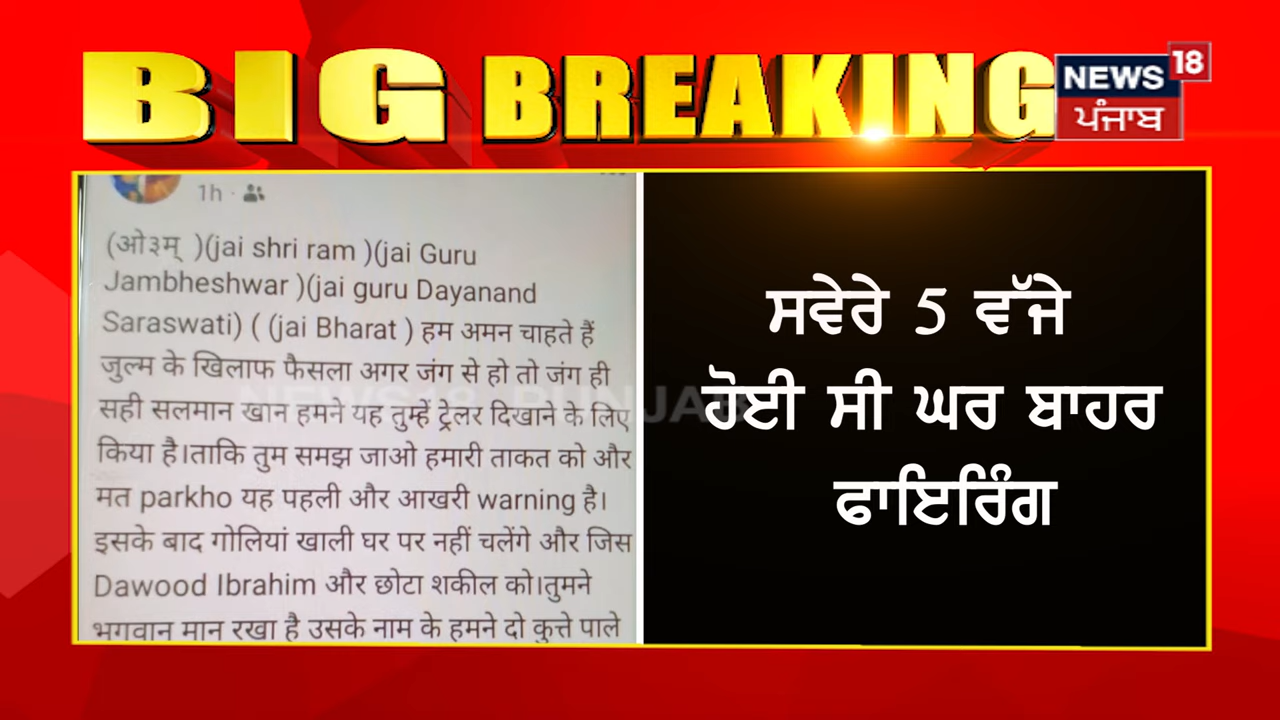 BIG BREAKING
NEWS 18
ਪੰਜਾਬ
1h
(ओ३म् )(jai shri ram )(jai Guru
Jambheshwar )(jai guru Dayanand
Saraswati) ( (jai Bharat ) हम अमन चाहते हैं
जुल्म के खिलाफ फैसला अगर जंग से हो तो जंग ही
सही सलमान खान हमने यह तुम्हें ट्रेलर दिखाने के लिए
किया है।ताकि तुम समझ जाओ हमारी ताकत को और
मत parkho यह पहली और आखरी warning है।
इसके बाद गोलियां खाली घर पर नहीं चलेंगे और जिस
Dawood Ibrahim और छोटा शकील को।तुमने
भगवान मान रखा है उसके नाम के हमने दो कुत्ते पाले
ਸਵੇਰੇ 5 ਵੱਜੇ
ਹੋਈ ਸੀ ਘਰ ਬਾਹਰ
ਫਾਇਰਿੰਗ
NEWS18 PUNJAB